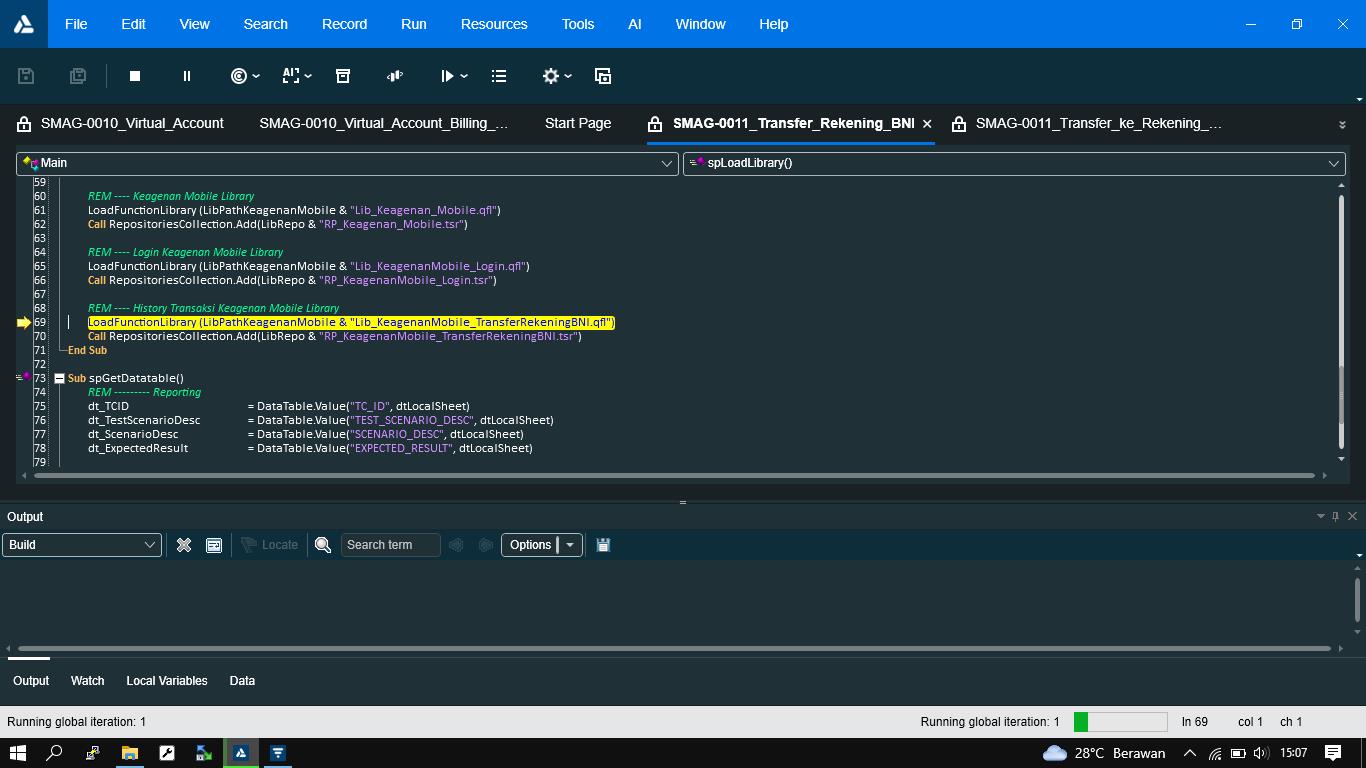 File Edit View Search Record Run Resources Tools AI Window Help
SMAG-0010_Virtual_Account SMAG-0010_Virtual_Account_Billing_... Start Page SMAG-0011_Transfer_Rekening_BNI SMAG-0011_Transfer_ke_Rekening_...
Main spLoadLibrary()
59
60 REM ---- Keagenan Mobile Library
61 LoadFunctionLibrary (LibPathKeagenanMobile & "Lib_Keagenan_Mobile.qfl")
62 Call RepositoriesCollection.Add(LibRepo & "RP_Keagenan_Mobile.tsr")
63
64 REM ---- Login Keagenan Mobile Library
65 LoadFunctionLibrary (LibPathKeagenanMobile & "Lib_KeagenanMobile_Login.qfl")
66 Call RepositoriesCollection.Add(LibRepo & "RP_KeagenanMobile_Login.tsr")
67
68 REM ---- History Transaksi Keagenan Mobile Library
69 LoadFunctionLibrary (LibPathKeagenanMobile & "Lib_KeagenanMobile_TransferRekeningBNI.qfl")
70 Call RepositoriesCollection.Add(LibRepo & "RP_KeagenanMobile_TransferRekeningBNI.tsr")
71 End Sub
72
73 Sub spGetDatatable()
74 REM --------- Reporting
75 dt_TCID = DataTable.Value("TC_ID", dtLocalSheet)
76 dt_TestScenarioDesc = DataTable.Value("TEST_SCENARIO_DESC", dtLocalSheet)
77 dt_ScenarioDesc = DataTable.Value("SCENARIO_DESC", dtLocalSheet)
78 dt_ExpectedResult = DataTable.Value("EXPECTED_RESULT", dtLocalSheet)
79
Output
Build Locate Search term Options
Output Watch Local Variables Data
Running global iteration: 1 Running global iteration: 1 ln 69 col 1 ch 1
28°C Berawan 15:07